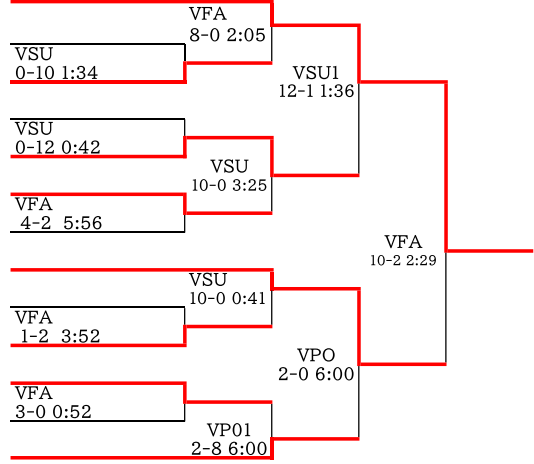 VFA
8-0 2:05
VSU
0-10 1:34
VSU1
12-1 1:36
VSU
0-12 0:42
VSU
10-0 3:25
VFA
4-2 5:56
VFA
10-2 2:29
VSU
10-0 0:41
VFA
1-2 3:52
VPO
2-0 6:00
VFA
3-0 0:52
VP01
2-8 6:00